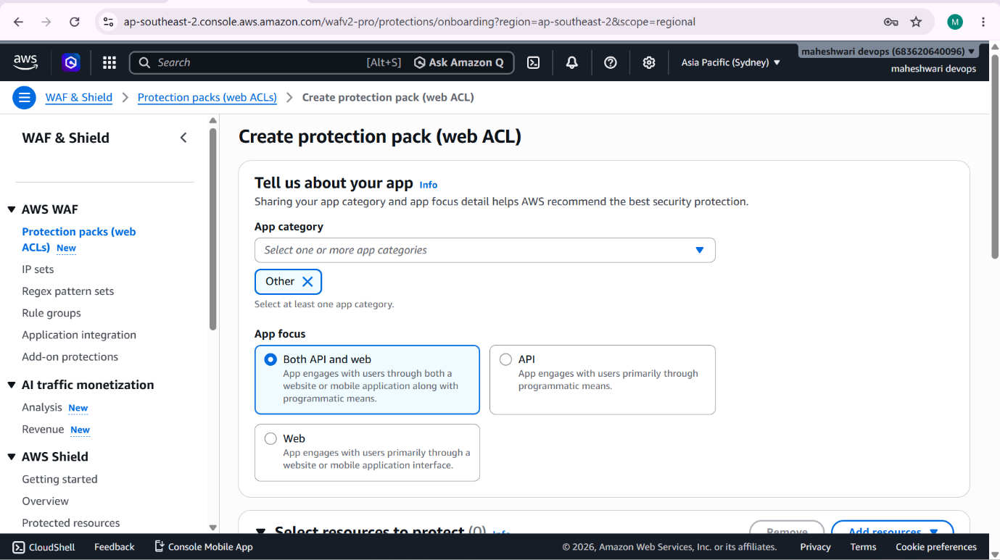 ap-southeast-2.console.aws.amazon.com/wafv2-pro/protections/onboarding?region=ap-southeast-2&scope=regional
M
aws
Search
[Alt+S]
Ask Amazon Q
Asia Pacific (Sydney)
maheshwari devops (683620640096)
maheshwari devops
WAF & Shield
Protection packs (web ACLs)
Create protection pack (web ACL)
WAF & Shield
AWS WAF
Protection packs (web
ACLs) New
IP sets
Regex pattern sets
Rule groups
Application integration
Add-on protections
AI traffic monetization
Analysis New
Revenue New
AWS Shield
Getting started
Overview
Protected resources
Create protection pack (web ACL)
Tell us about your app Info
Sharing your app category and app focus detail helps AWS recommend the best security protection.
App category
Select one or more app categories
Other
Select at least one app category.
App focus
Both API and web
App engages with users through both a
website or mobile application along with
programmatic means.
API
App engages with users primarily through
programmatic means.
Web
App engages with users primarily through a
website or mobile application interface.
Select resources to protect (0) Info
Remove
Add resources
CloudShell
Feedback
Console Mobile App
© 2026, Amazon Web Services, Inc. or its affiliates.
Privacy
Terms
Cookie preferences